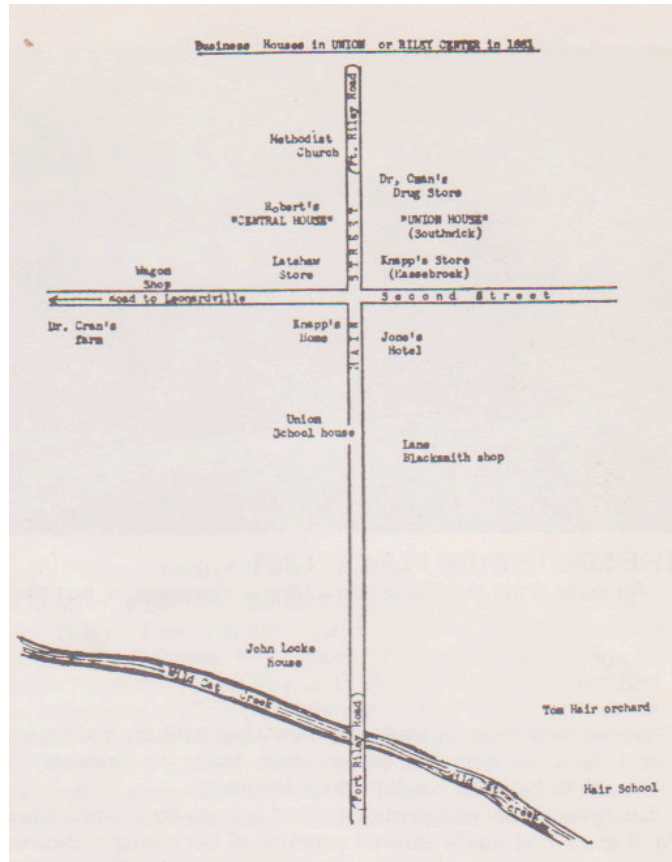 Business Houses in UNION or RILEY CENTER in 1881
(Ft. Riley Road)
Methodist
Church
Dr. Cman's
Drug Store
Robert's
"CENTRAL HOUSE"
"UNION HOUSE"
(Southwick)
STREET
Latshaw
Store
Knapp's Store
(Hassebroek)
Wagon
Shop
Road to Leonardville
Second Street
Dr. Cran's
farm
Knapp's
Home
MAIN
Jone's
Hotel
Union
School house
Lane
Blacksmith shop
John Locke
House
Wild Cat Creek
Fort Riley Road)
Tom Hair orchard
Wild Cat
Creek
Hair School